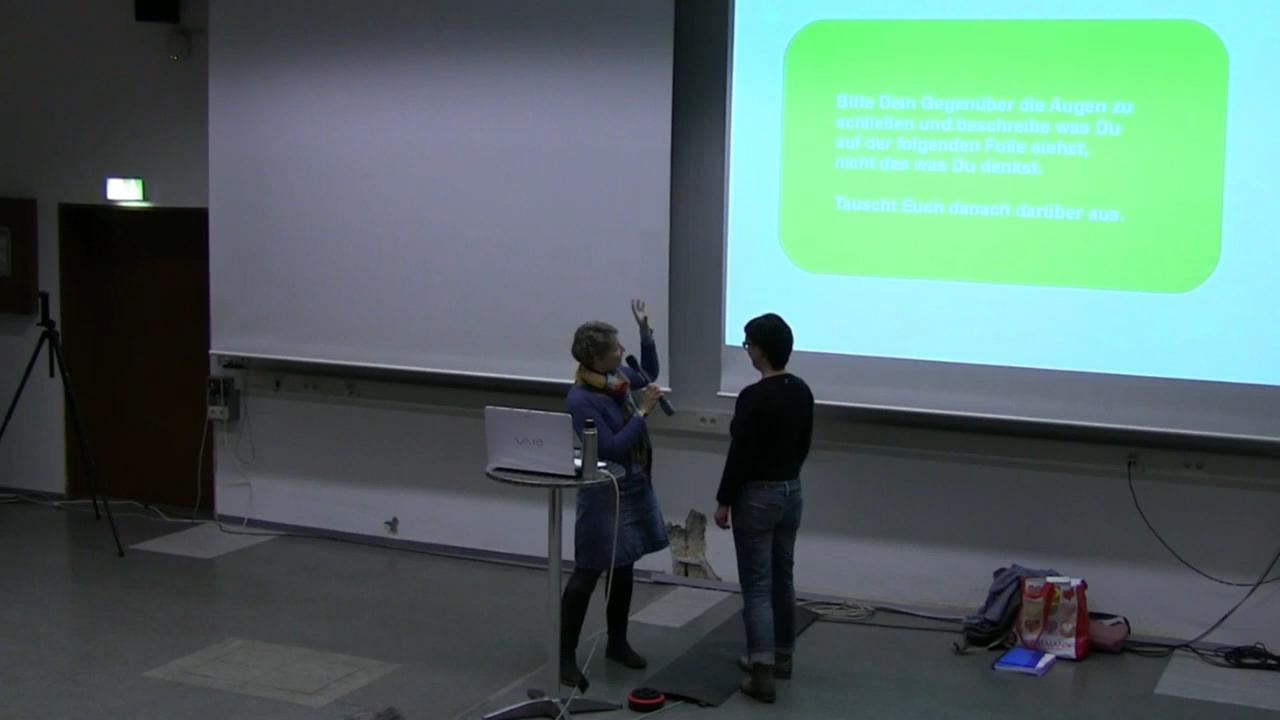 Bitte Dein Gegenüber die Augen zu
schließen und beschreibe was Du
auf der folgenden Folie siehst,
nicht das was Du denkst.
Tauscht Euch danach darüber aus.
VAIO